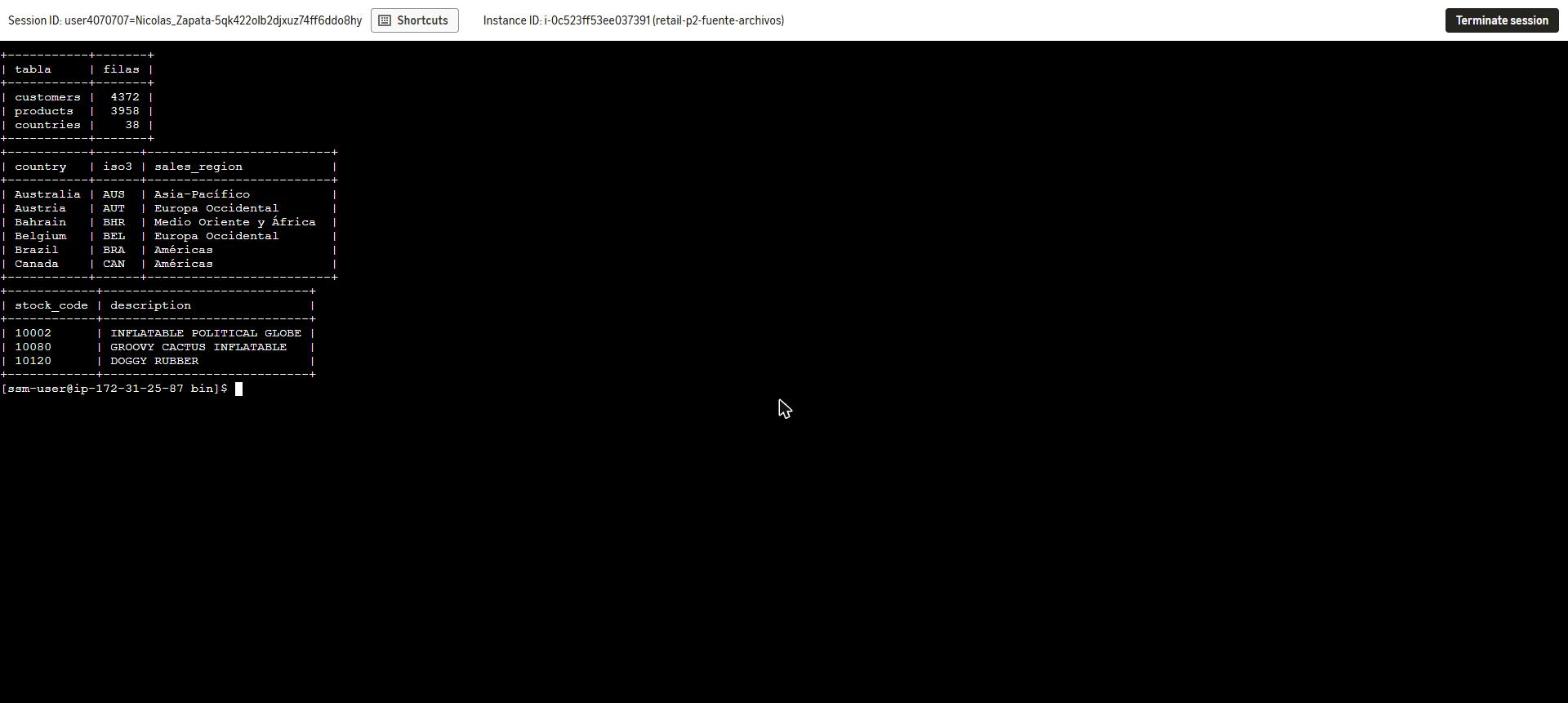 Session ID: user4070707=Nicolas_Zapata-5qk422olb2djxuz74ff6ddo8hy Shortcuts Instance ID: i-0c523ff53ee037391 (retail-p2-fuente-archivos) Terminate session
+-----------+-------+
| tabla     | filas |
+-----------+-------+
| customers |  4372 |
| products  |  3958 |
| countries |    38 |
+-----------+-------+
+-----------+------+-------------------------+
| country   | iso3 | sales_region            |
+-----------+------+-------------------------+
| Australia | AUS  | Asia-Pacífico           |
| Austria   | AUT  | Europa Occidental       |
| Bahrain   | BHR  | Medio Oriente y África  |
| Belgium   | BEL  | Europa Occidental       |
| Brazil    | BRA  | Américas                |
| Canada    | CAN  | Américas                |
+-----------+------+-------------------------+
+------------+----------------------------+
| stock_code | description                |
+------------+----------------------------+
| 10002      | INFLATABLE POLITICAL GLOBE |
| 10080      | GROOVY CACTUS INFLATABLE   |
| 10120      | DOGGY RUBBER               |
+------------+----------------------------+
[ssm-user@ip-172-31-25-87 bin]$